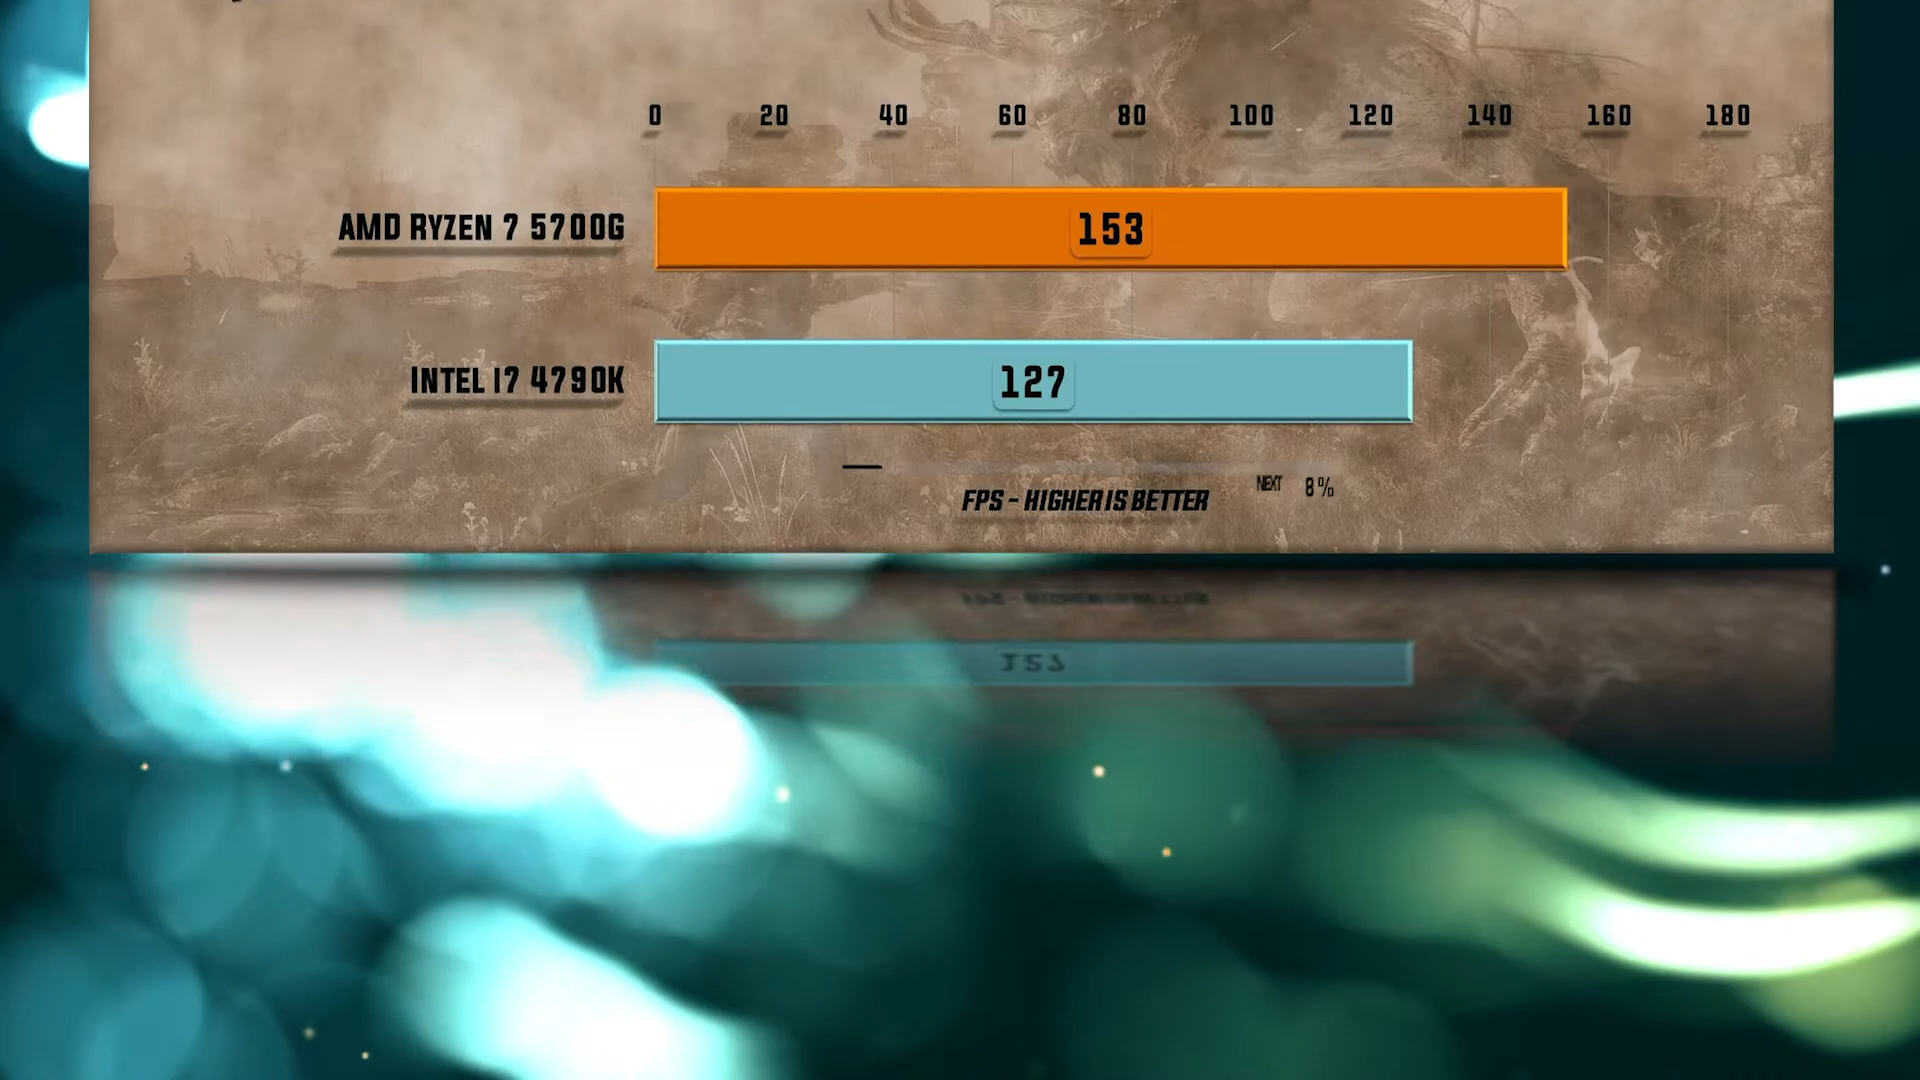 0 20 40 60 80 100 120 140 160 180
AMD RYZEN 7 5700G 153
INTEL I7 4790K 127
NEXT 8%
FPS - HIGHER IS BETTER